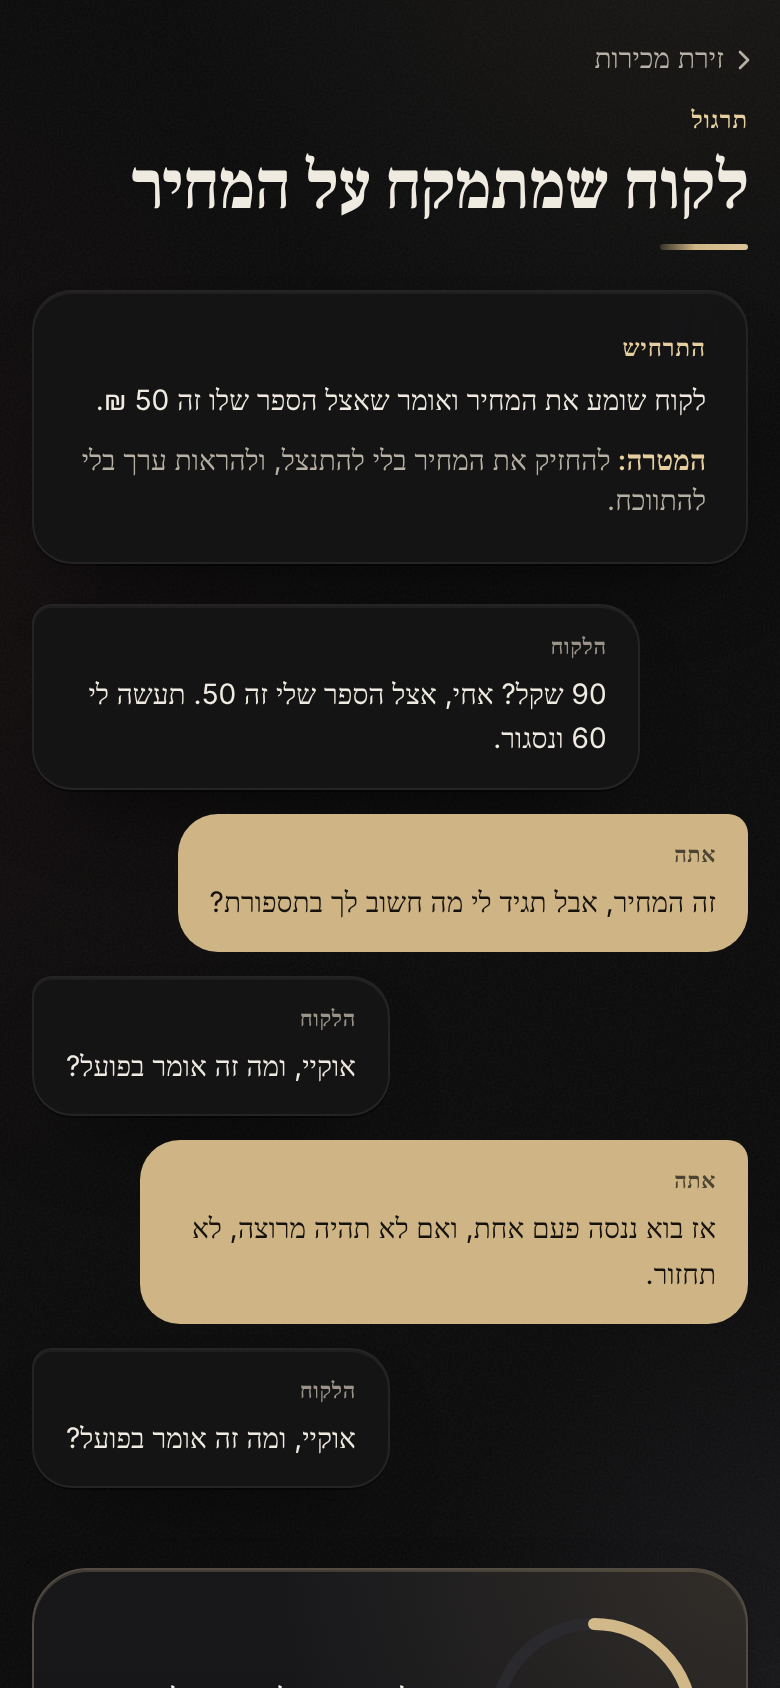 זירת מכירות
תרגול
לקוח שמתמקח על המחיר
התרחיש
לקוח שומע את המחיר ואומר שאצל הספר שלו זה 50 ₪.
המטרה: להחזיק את המחיר בלי להתנצל, ולהראות ערך בלי
להתווכח.
הלקוח
90 שקל? אחי, אצל הספר שלי זה 50. תעשה לי
60 ונסגור.
אתה
זה המחיר, אבל תגיד לי מה חשוב לך בתספורת?
הלקוח
אוקיי, ומה זה אומר בפועל?
אתה
אז בוא ננסה פעם אחת, ואם לא תהיה מרוצה, לא
תחזור.
הלקוח
אוקיי, ומה זה אומר בפועל?